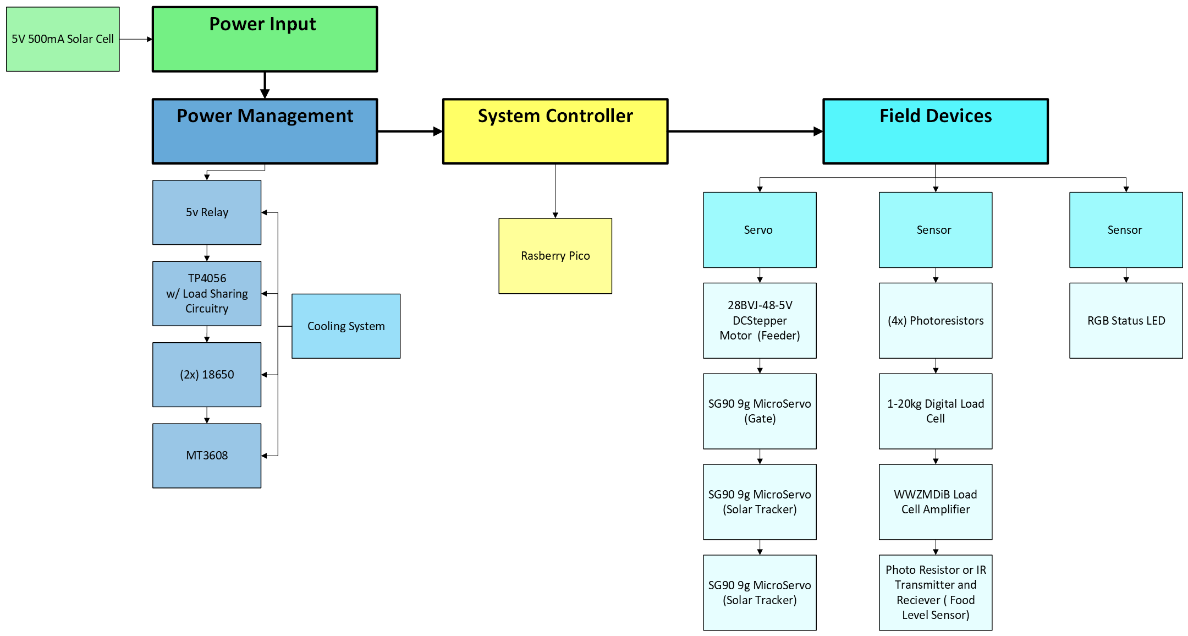 5V 500mA Solar Cell
Power Input
Power Management
System Controller
Field Devices
5v Relay
TP4056
w/ Load Sharing
Circuitry
(2x) 18650
MT3608
Cooling System
Rasberry Pico
Servo
28BVJ-48-5V
DCStepper
Motor (Feeder)
SG90 9g MicroServo
(Gate)
SG90 9g MicroServo
(Solar Tracker)
SG90 9g MicroServo
(Solar Tracker)
Sensor
(4x) Photoresistors
1-20kg Digital Load
Cell
WWZMDiB Load
Cell Amplifier
Photo Resistor or IR
Transmitter and
Reciever ( Food
Level Sensor)
Sensor
RGB Status LED